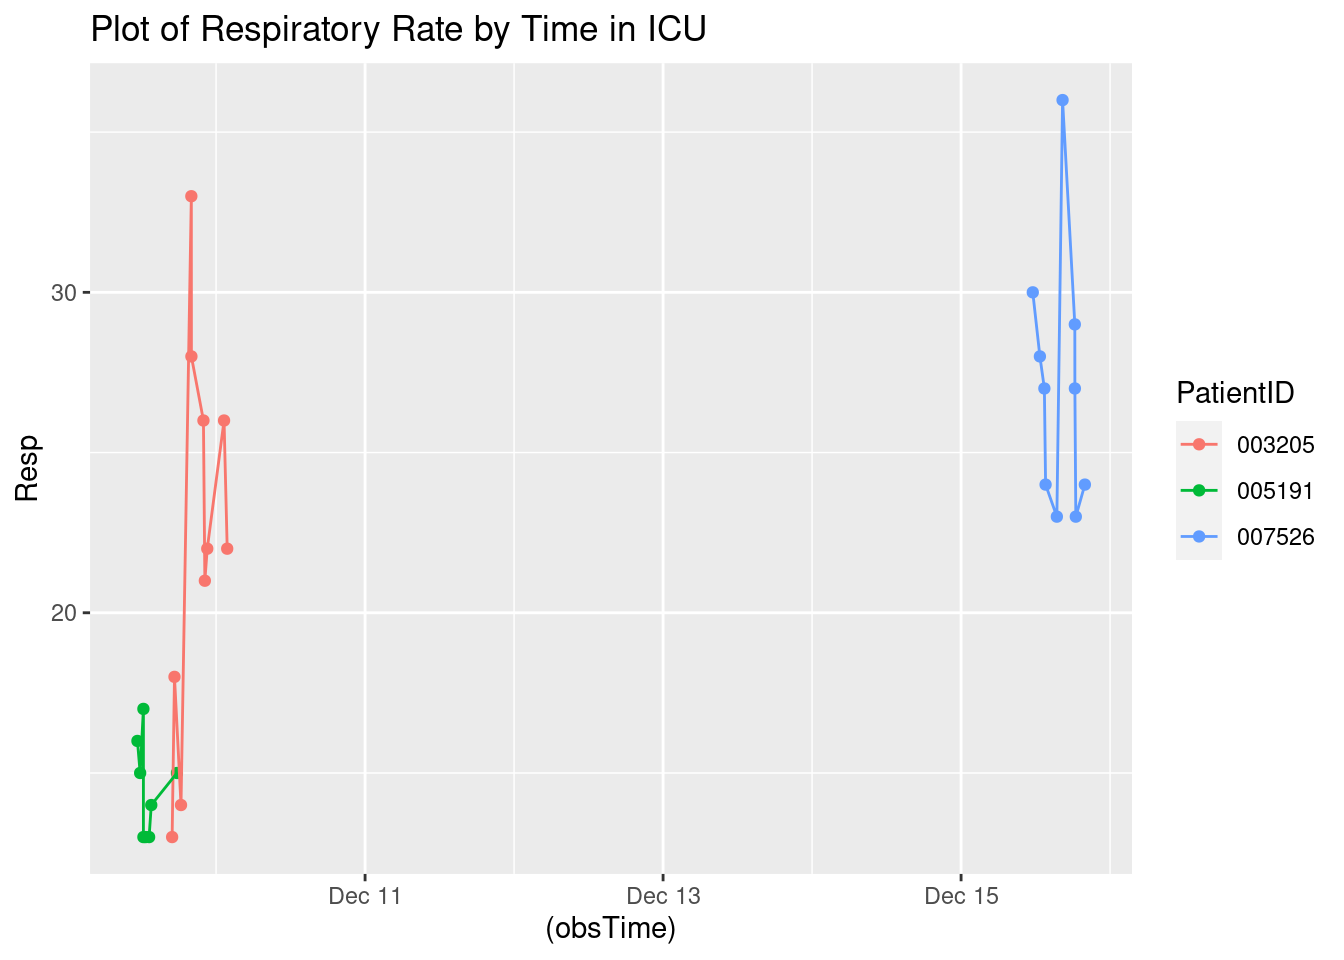 Plot of Respiratory Rate by Time in ICU
Resp
30
20
Dec 11
Dec 13
Dec 15
(obsTime)
PatientID
003205
005191
007526